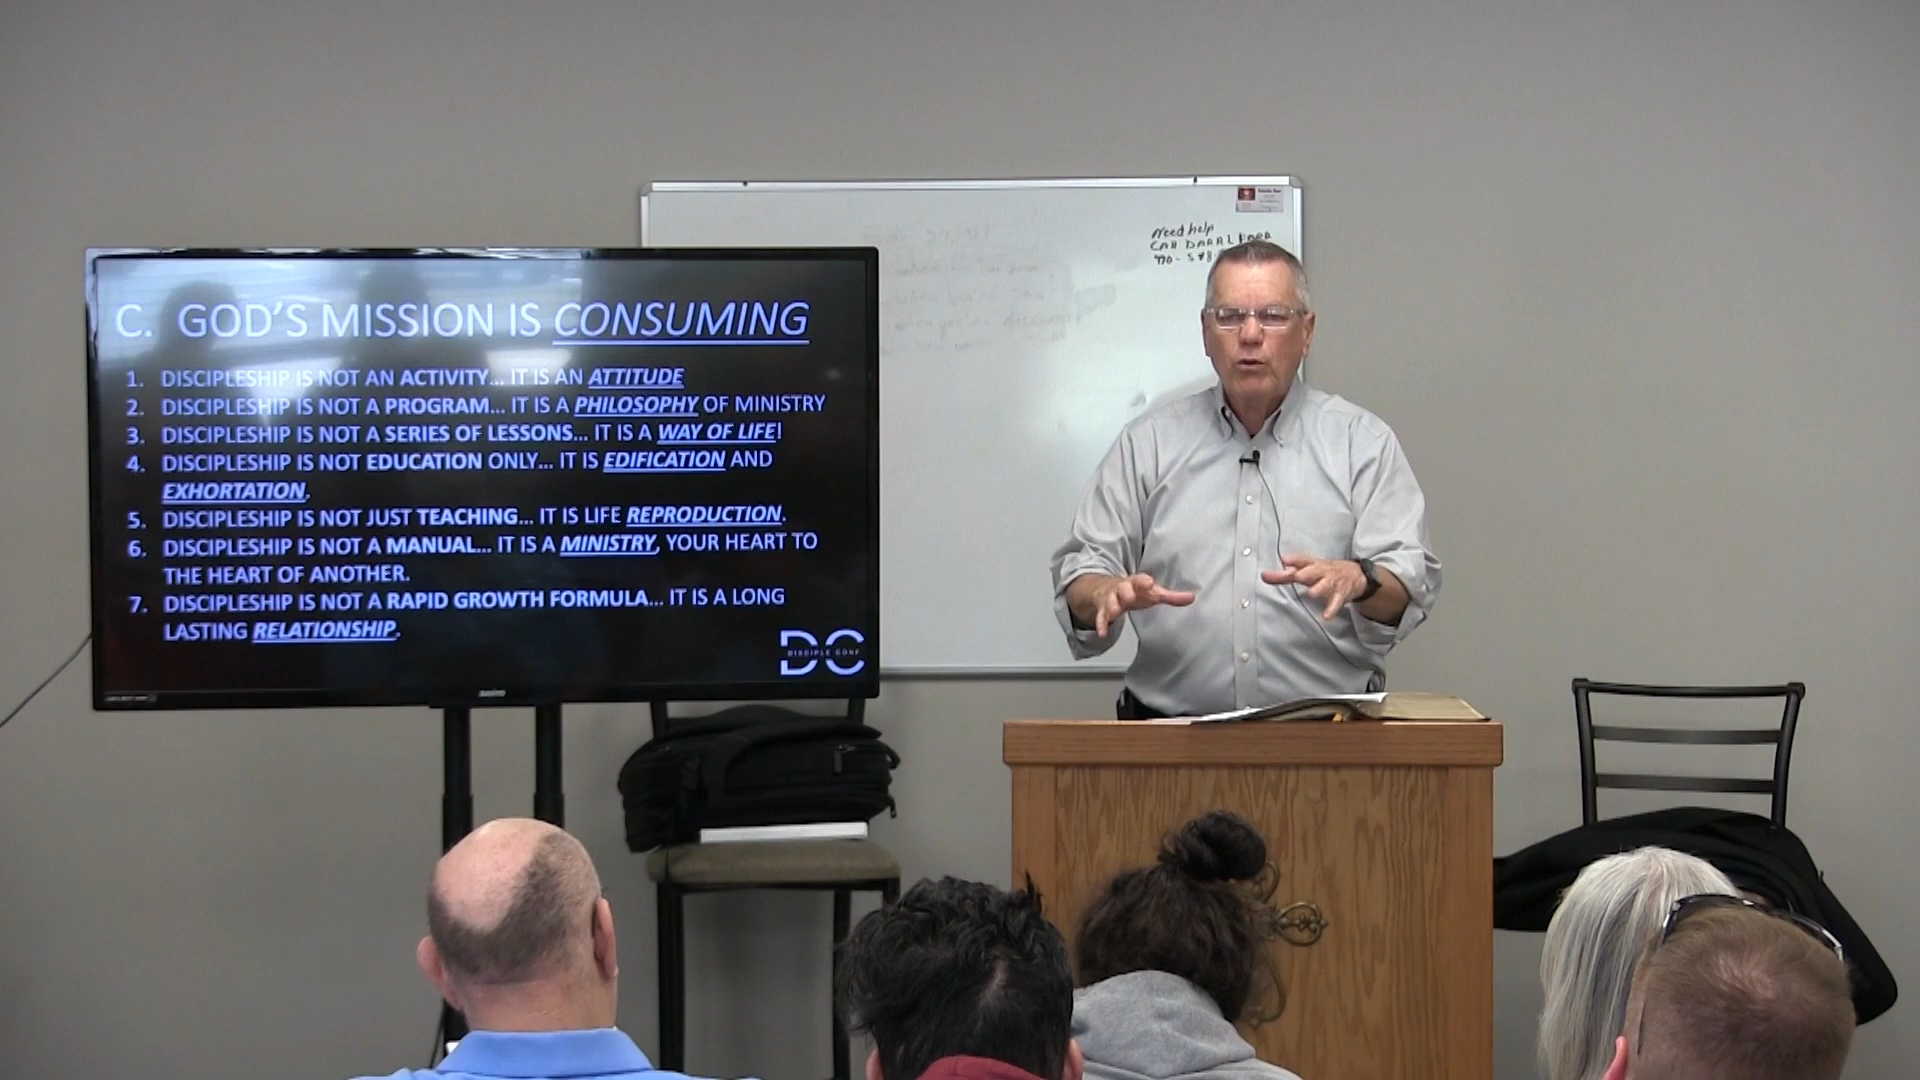 C. GOD'S MISSION IS CONSUMING
1. DISCIPLESHIP IS NOT AN ACTIVITY... IT IS AN ATTITUDE
2. DISCIPLESHIP IS NOT A PROGRAM... IT IS A PHILOSOPHY OF MINISTRY
3. DISCIPLESHIP IS NOT A SERIES OF LESSONS... IT IS A WAY OF LIFE!
4. DISCIPLESHIP IS NOT EDUCATION ONLY... IT IS EDIFICATION AND
EXHORTATION.
5. DISCIPLESHIP IS NOT JUST TEACHING... IT IS LIFE REPRODUCTION.
6. DISCIPLESHIP IS NOT A MANUAL... IT IS A MINISTRY, YOUR HEART TO
THE HEART OF ANOTHER.
7. DISCIPLESHIP IS NOT A RAPID GROWTH FORMULA... IT IS A LONG
LASTING RELATIONSHIP.
DC
DISCIPLE CONF
SANYO
Need help
CALL DARAL